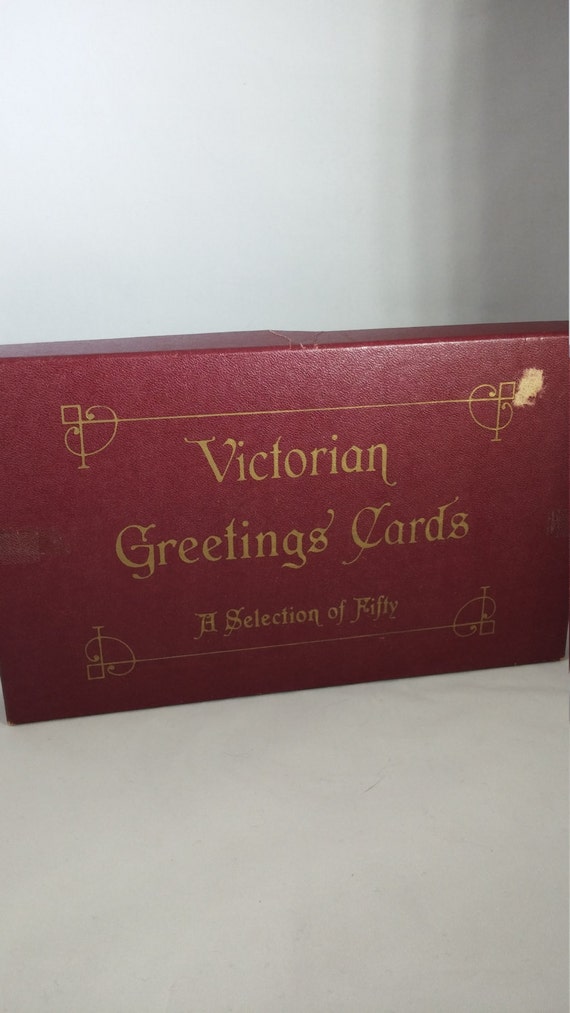 Victorian
Greetings Cards
A Selection of Fifty